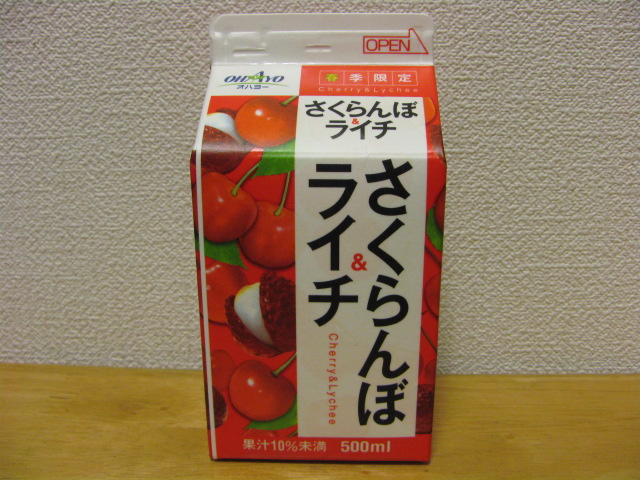 OPEN
OHAYO
オハヨー
春季限定
Cherry&Lychee
さくらんぼ
&
ライチ
さくらんぼ
&
ライチ
Cherry&Lychee
果汁10%未満 500ml